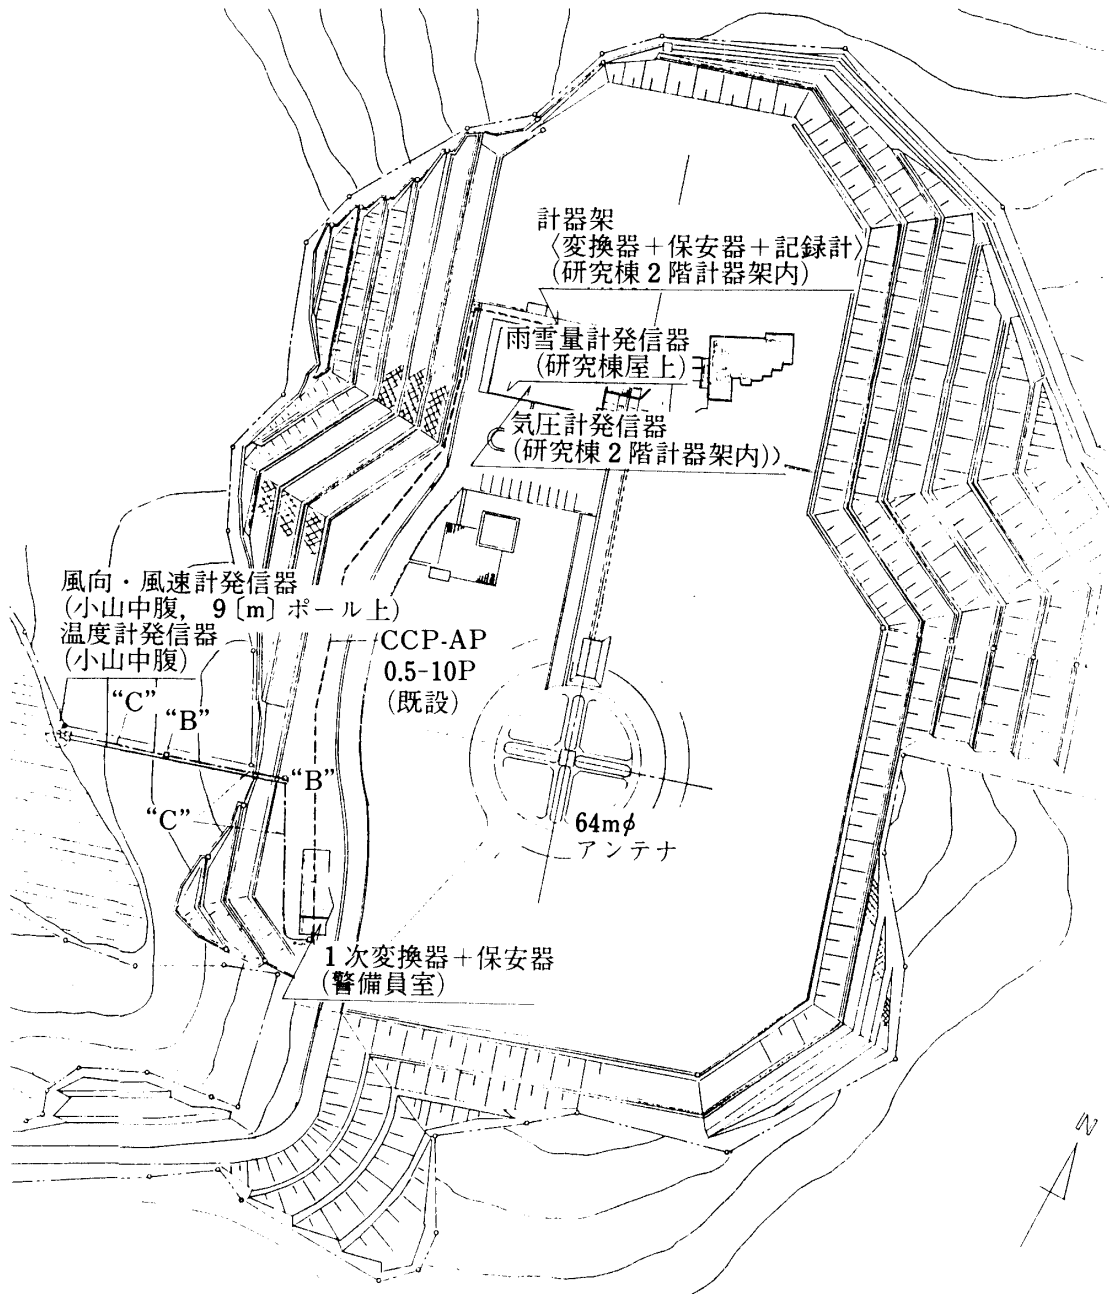 計器架
〈変換器＋保安器＋記録計〉
(研究棟2階計器架内)
雨雪量計発信器
(研究棟屋上)
気圧計発信器
(研究棟2階計器架内)
風向・風速計発信器
(小山中腹, 9〔m〕ポール上)
温度計発信器
(小山中腹)
CCP-AP
0.5-10P
(既設)
“C”
“B”
“B”
“C”
64mφ
アンテナ
1次変換器＋保安器
(警備員室)
N